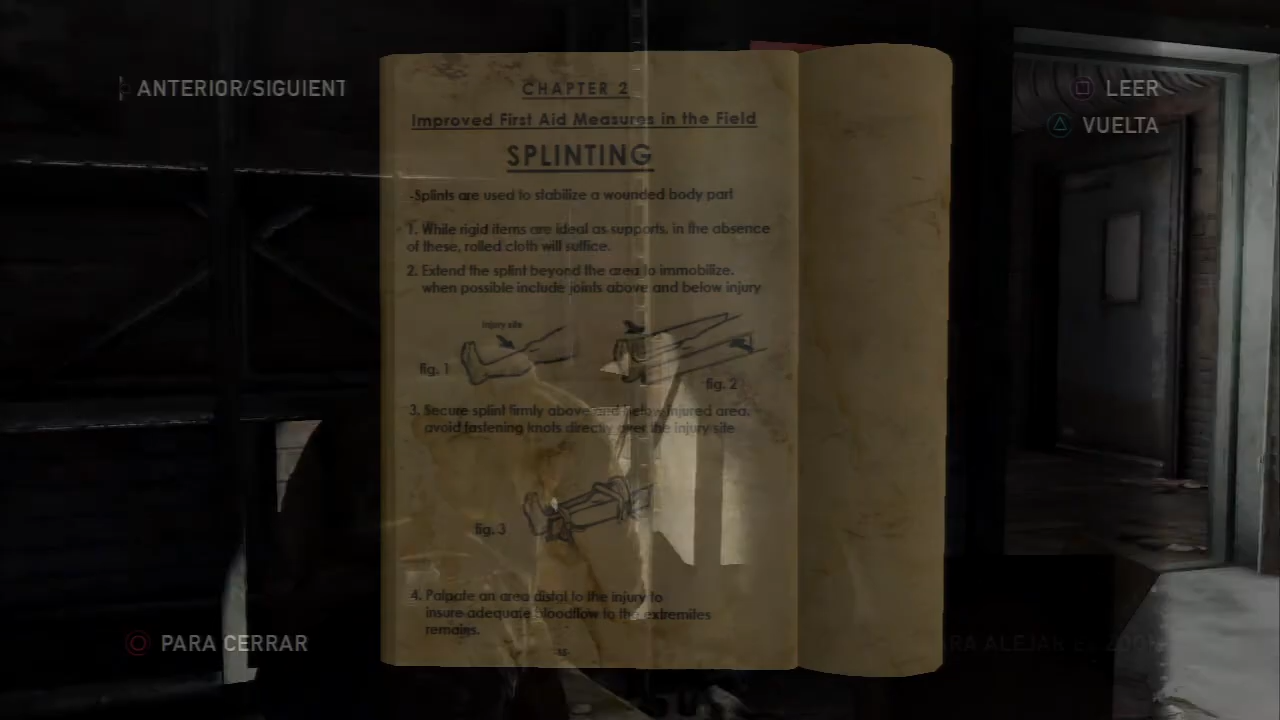 ANTERIOR/SIGUIENT
LEER
VUELTA
CHAPTER 2
Improved First Aid Measures in the Field
SPLINTING
-Splints are used to stabilize a wounded body part
1. While rigid items are ideal as supports, in the absence
of these, rolled cloth will suffice.
2. Extend the splint beyond the area to immobilize.
when possible include joints above and below injury
Injury site
fig. 1
fig. 2
3. Secure splint firmly above and below injured area.
avoid fastening knots directly over the injury site
fig. 3
4. Palpate an area distal to the injury to
insure adequate bloodflow to the extremiles
remains.
PARA CERRAR
ALEJAR